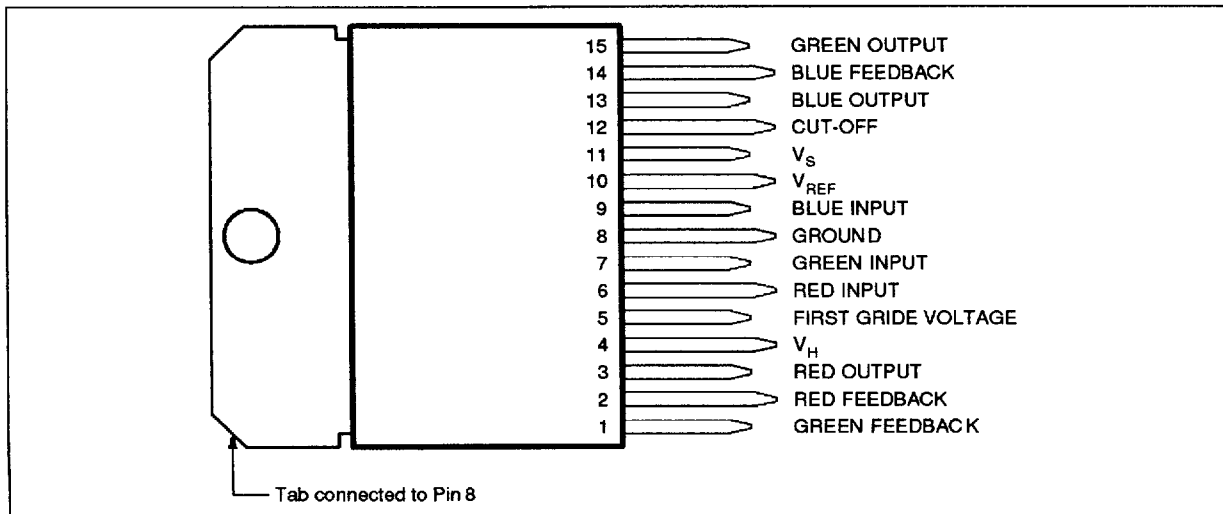 15 GREEN OUTPUT
14 BLUE FEEDBACK
13 BLUE OUTPUT
12 CUT-OFF
11 VS
10 VREF
9 BLUE INPUT
8 GROUND
7 GREEN INPUT
6 RED INPUT
5 FIRST GRIDE VOLTAGE
4 VH
3 RED OUTPUT
2 RED FEEDBACK
1 GREEN FEEDBACK
Tab connected to Pin 8